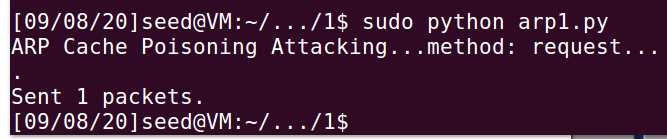 [09/08/20]seed@VM:~/.../1$ sudo python arp1.py
ARP Cache Poisoning Attacking...method: request...
.
Sent 1 packets.
[09/08/20]seed@VM:~/.../1$